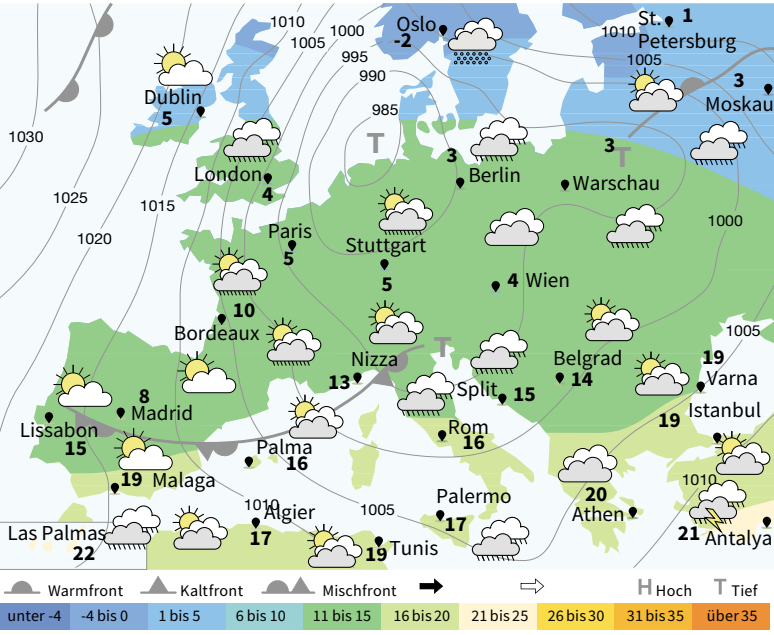 1010
Oslo
-2
St. 1
Petersburg
1000
1005
1010
995
1005
990
3
Moskau
985
Dublin
5
T
1030
3
T
3
Berlin
London
4
Warschau
1025
1015
1020
Paris
5
Stuttgart
5
1000
4 Wien
10
Bordeaux
1005
T
Nizza
13
Belgrad
14
19
Varna
8
Madrid
Split 15
Lissabon
15
Rom
16
19
Istanbul
Palma
16
19 Malaga
1010
20
Athen
Palermo
17
1010
Algier
17
1005
21 Antalya
Las Palmas
22
19 Tunis
Warmfront Kaltfront Mischfront H Hoch T Tief
unter -4 -4 bis 0 1 bis 5 6 bis 10 11 bis 15 16 bis 20 21 bis 25 26 bis 30 31 bis 35 über 35